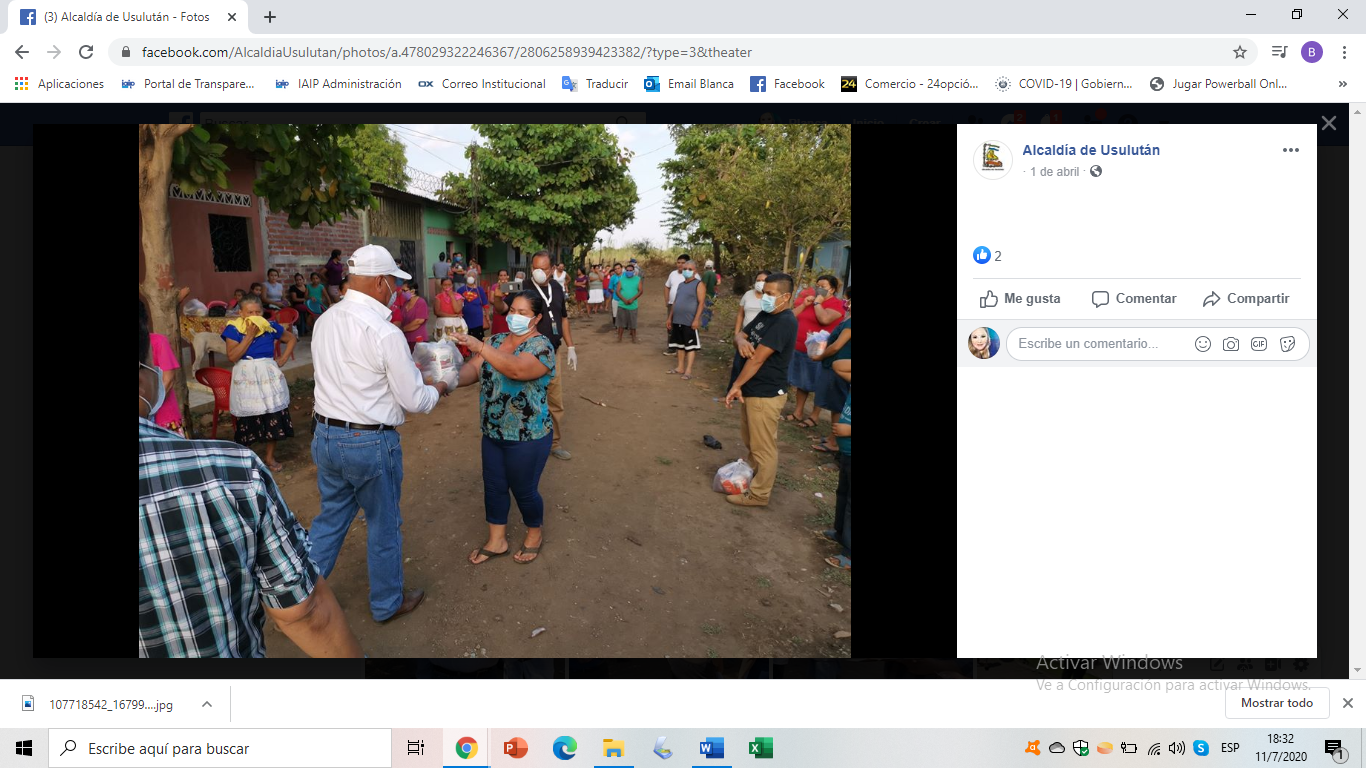 (3) Alcaldía de Usulután - Fotos
facebook.com/AlcaldiaUsulutan/photos/a.478029322246367/2806258939423382/?type=3&theater
B
Aplicaciones
Portal de Transpare...
IAIP Administración
Correo Institucional
Traducir
Email Blanca
Facebook
24
Comercio - 24opció...
COVID-19 | Gobiern...
Jugar Powerball Onl...
Alcaldía de Usulután
· 1 de abril ·
2
Me gusta
Comentar
Compartir
Escribe un comentario...
GIF
Activar Windows
Ve a Configuración para activar Windows.
107718542_16799....jpg
Mostrar todo
Escribe aquí para buscar
ESP
18:32
11/7/2020
1